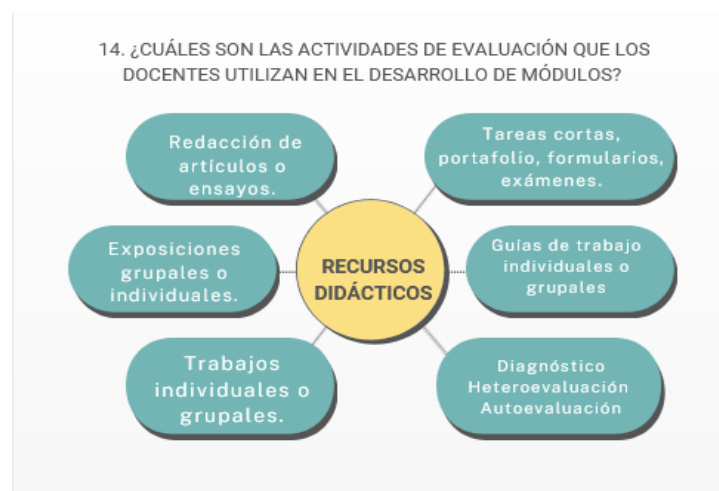 14. ¿CUÁLES SON LAS ACTIVIDADES DE EVALUACIÓN QUE LOS
DOCENTES UTILIZAN EN EL DESARROLLO DE MÓDULOS?
Redacción de
artículos o
ensayos.
Tareas cortas,
portafolio, formularios,
exámenes.
Exposiciones
grupales o
individuales.
RECURSOS
DIDÁCTICOS
Guías de trabajo
individuales o
grupales
Trabajos
individuales o
grupales.
Diagnóstico
Heteroevaluación
Autoevaluación